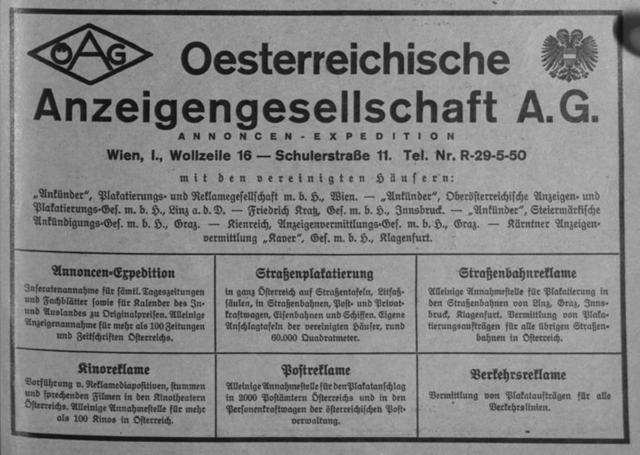 ÖAG
Oesterreichische
Anzeigengesellschaft A.G.
ANNONCEN-EXPEDITION
Wien, I., Wollzeile 16 — Schulerstraße 11. Tel. Nr. R-29-5-50
mit den vereinigten Häusern:
„Ankünder“, Plakatierungs- und Reklamegesellschaft m. b. H., Wien. — „Ankünder“, Oberösterreichische Anzeigen- und
Plakatierungs-Ges. m. b. H., Linz a. d. D. — Friedrich Kratz, Ges. m. b. H., Innsbruck. — „Ankünder“, Steiermärkische
Ankündigungs-Ges. m. b. H., Graz. — Kienreich, Anzeigenvermittlungs-Ges. m. b. H., Graz. — Kärntner Anzeigen-
vermittlung „Kaver“, Ges. m. b. H., Klagenfurt.
Annoncen-Expedition
Inseratenannahme für sämtl. Tageszeitungen
und Fachblätter sowie für Kalender des In-
und Auslandes zu Originalpreisen. Alleinige
Anzeigenannahme für mehr als 100 Zeitungen
und Zeitschriften Österreichs.
Straßenplakatierung
in ganz Österreich auf Straßentafeln, Litfaß-
säulen, in Straßenbahnen, Post- und Privat-
kraftwagen, Eisenbahnen und Schiffen. Eigene
Anschlagtafeln der vereinigten Häuser, rund
60.000 Quadratmeter.
Straßenbahnreklame
Alleinige Annahmestelle für Plakatierung in
den Straßenbahnen von Linz, Graz, Inns-
bruck, Klagenfurt. Vermittlung von Plaka-
tierungsaufträgen für alle übrigen Straßen-
bahnen in Österreich.
Kinoreklame
Vorführung v. Reklamediapositiven, stummen
und sprechenden Filmen in den Kinotheatern
Österreichs. Alleinige Annahmestelle für mehr
als 100 Kinos in Österreich.
Postreklame
Alleinige Annahmestelle für den Plakatanschlag
in 2000 Postämtern Österreichs und in den
Personenkraftwagen der österreichischen Post-
verwaltung.
Verkehrsreklame
Vermittlung von Plakataufträgen für alle
Verkehrslinien.